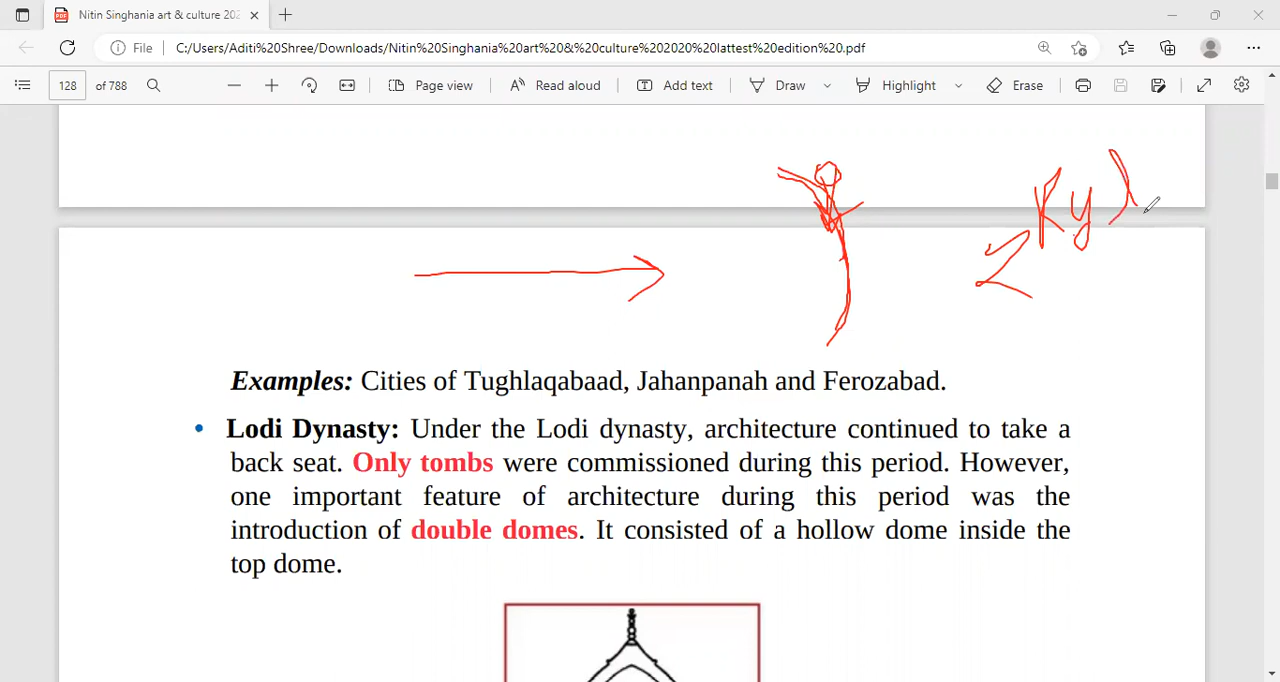 Nitin Singhania art & culture 202
File C:/Users/Aditi%20Shree/Downloads/Nitin%20Singhania%20art%20&%20culture%202020%20lattest%20edition%20.pdf
128 of 788 Page view Read aloud Add text Draw Highlight Erase
Examples: Cities of Tughlaqabaad, Jahanpanah and Ferozabad.
• Lodi Dynasty: Under the Lodi dynasty, architecture continued to take a
back seat. Only tombs were commissioned during this period. However,
one important feature of architecture during this period was the
introduction of double domes. It consisted of a hollow dome inside the
top dome.